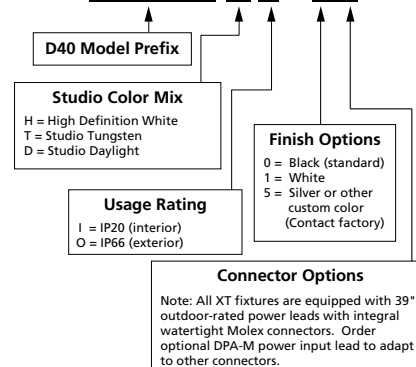 D40 Model Prefix
Studio Color Mix
H = High Definition White
T = Studio Tungsten
D = Studio Daylight
Usage Rating
I = IP20 (interior)
O = IP66 (exterior)
Finish Options
0 = Black (standard)
1 = White
5 = Silver or other
custom color
(Contact factory)
Connector Options
Note: All XT fixtures are equipped with 39"
outdoor-rated power leads with integral
watertight Molex connectors. Order
optional DPA-M power input lead to adapt
to other connectors.